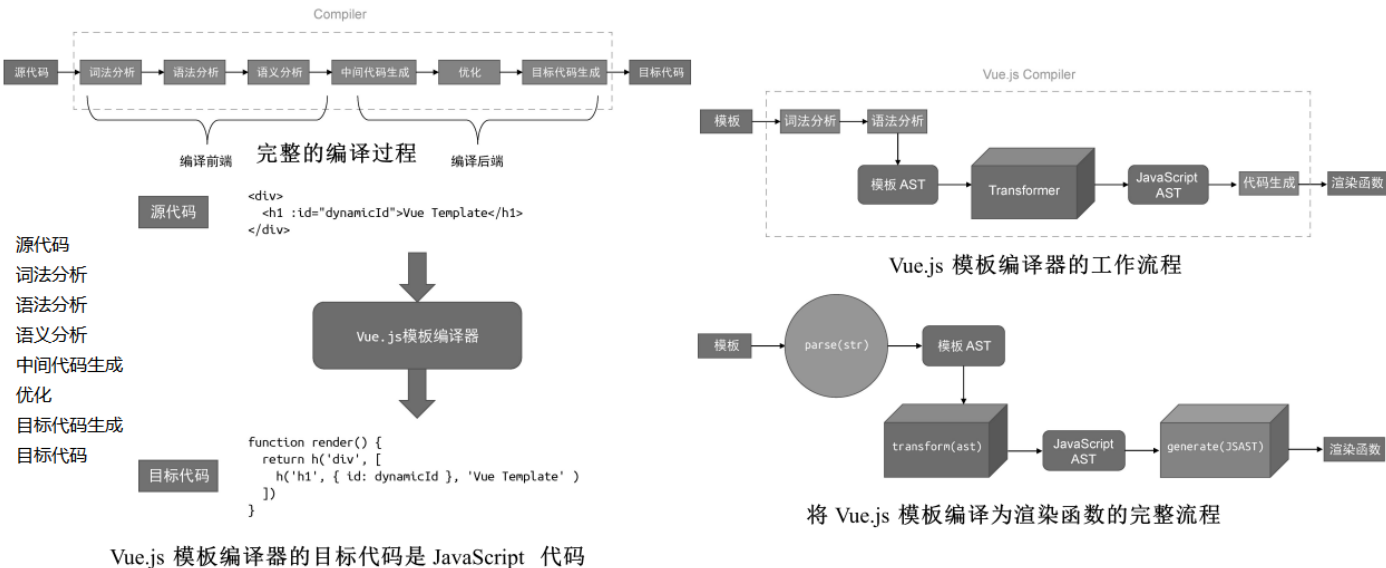 Compiler
源代码
词法分析
语法分析
语义分析
中间代码生成
优化
目标代码生成
目标代码
编译前端
完整的编译过程
编译后端
源代码
<div>
  <h1 :id="dynamicId">Vue Template</h1>
</div>
源代码
词法分析
语法分析
语义分析
中间代码生成
优化
目标代码生成
目标代码
Vue.js模板编译器
目标代码
function render() {
  return h('div', [
    h('h1', { id: dynamicId }, 'Vue Template' )
  ])
}
Vue.js 模板编译器的目标代码是 JavaScript 代码
Vue.js Compiler
模板
词法分析
语法分析
模板 AST
Transformer
JavaScript
AST
代码生成
渲染函数
Vue.js 模板编译器的工作流程
模板
parse(str)
模板 AST
transform(ast)
JavaScript
AST
generate(JSAST)
渲染函数
将 Vue.js 模板编译为渲染函数的完整流程